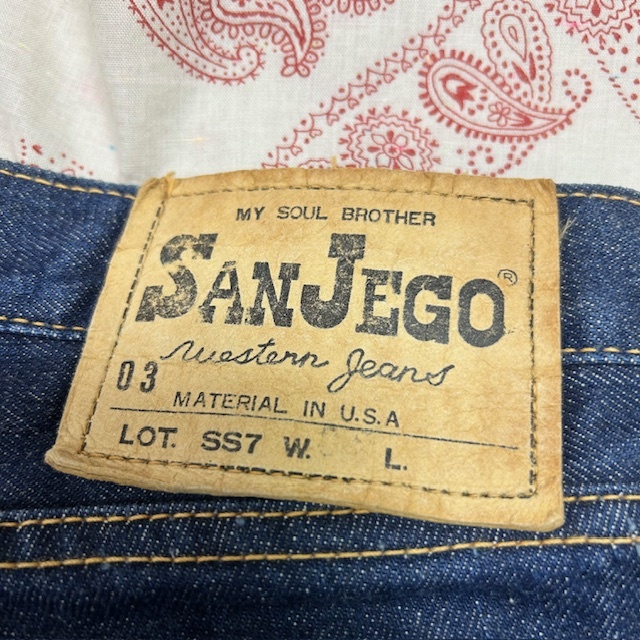 MY SOUL BROTHER
SANJEGO®
Western Jeans
03
MATERIAL IN U.S.A
LOT. SS7 W. L.